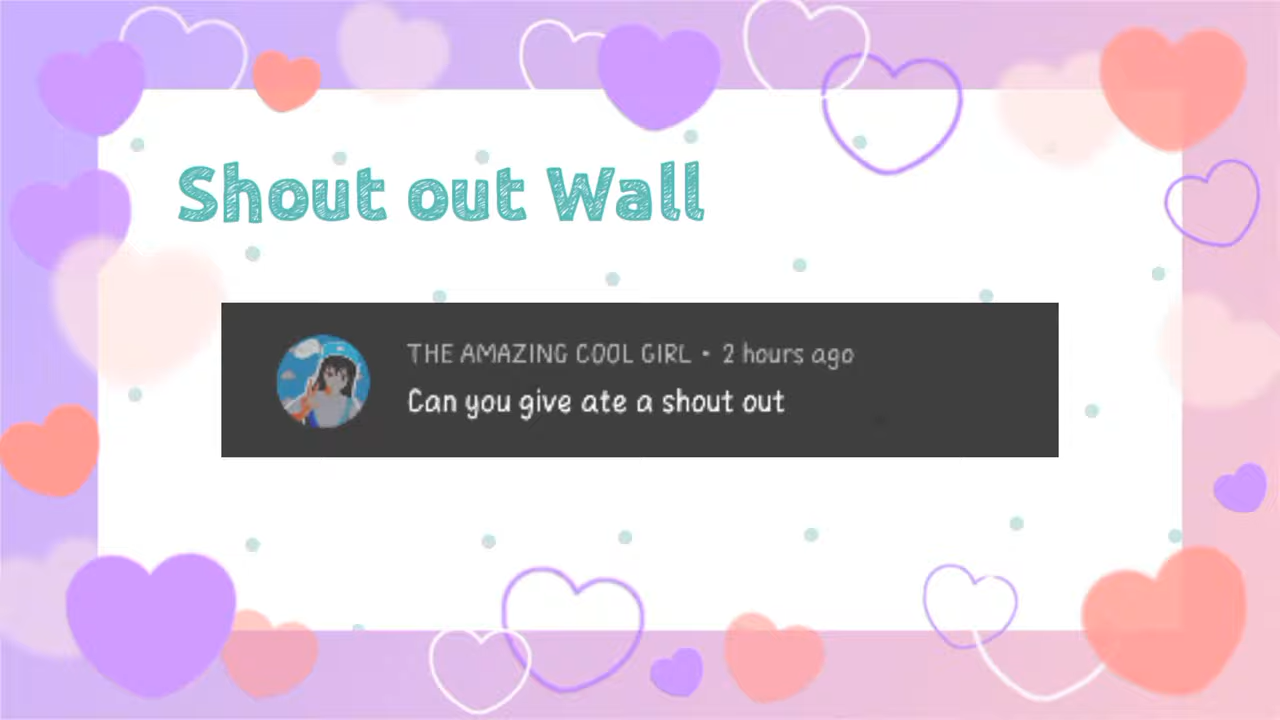 Shout out Wall
THE AMAZING COOL GIRL • 2 hours ago
Can you give ate a shout out